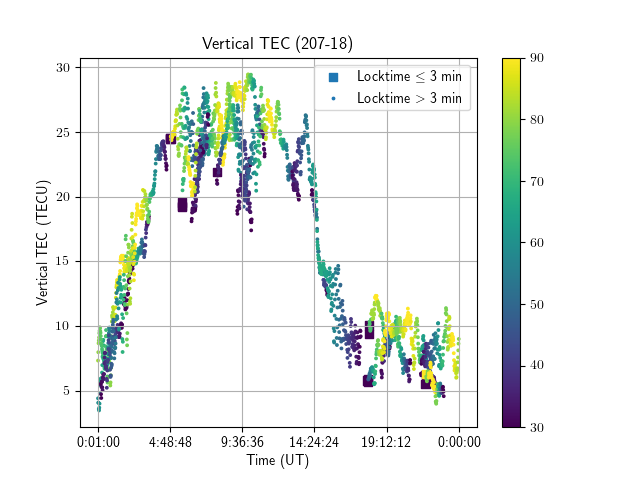 Vertical TEC (207-18)
Locktime ≤ 3 min
Locktime > 3 min
30
25
20
15
10
5
Vertical TEC (TECU)
0:01:00 4:48:48 9:36:36 14:24:24 19:12:12 0:00:00
Time (UT)
90
80
70
60
50
40
30